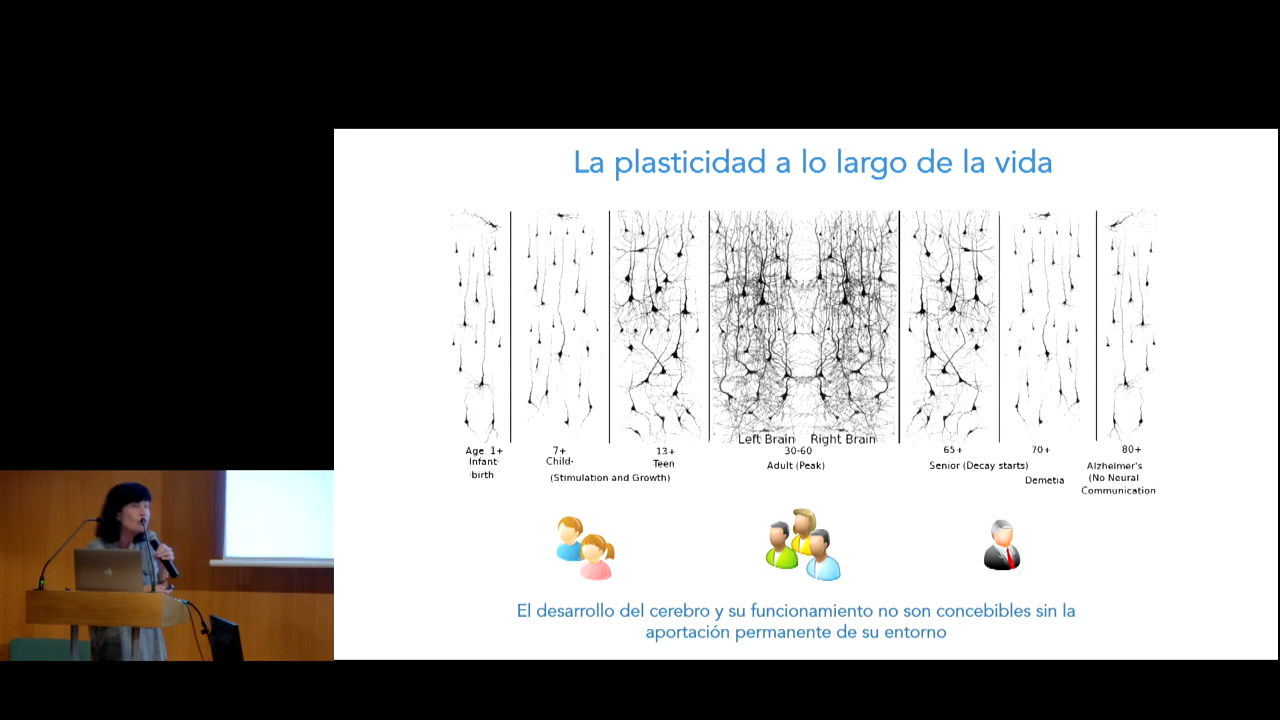 La plasticidad a lo largo de la vida
Left Brain Right Brain
Age 1+
Infant-
-birth
7+
Child-
13+
Teen
(Stimulation and Growth)
30-60
Adult (Peak)
65+
Senior (Decay starts)
70+
Demetia
80+
Alzheimer's
(No Neural
Communication
El desarrollo del cerebro y su funcionamiento no son concebibles sin la
aportación permanente de su entorno